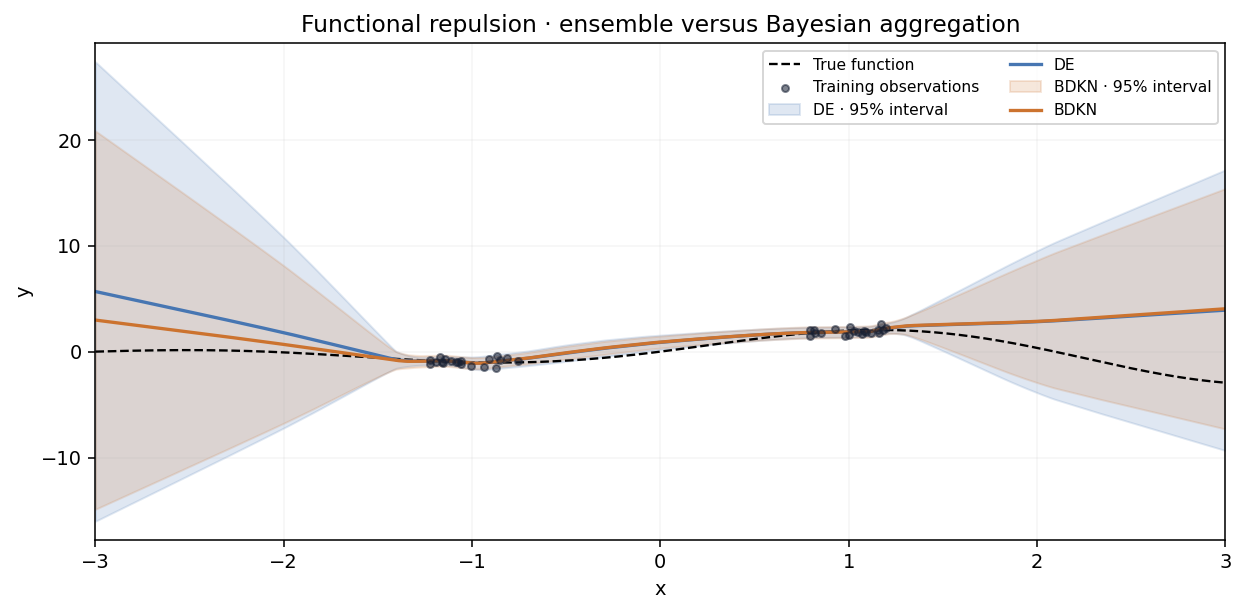 Functional repulsion · ensemble versus Bayesian aggregation
True function
Training observations
DE · 95% interval
DE
BDKN · 95% interval
BDKN
20
10
0
−10
y
−3
−2
−1
0
1
2
3
x